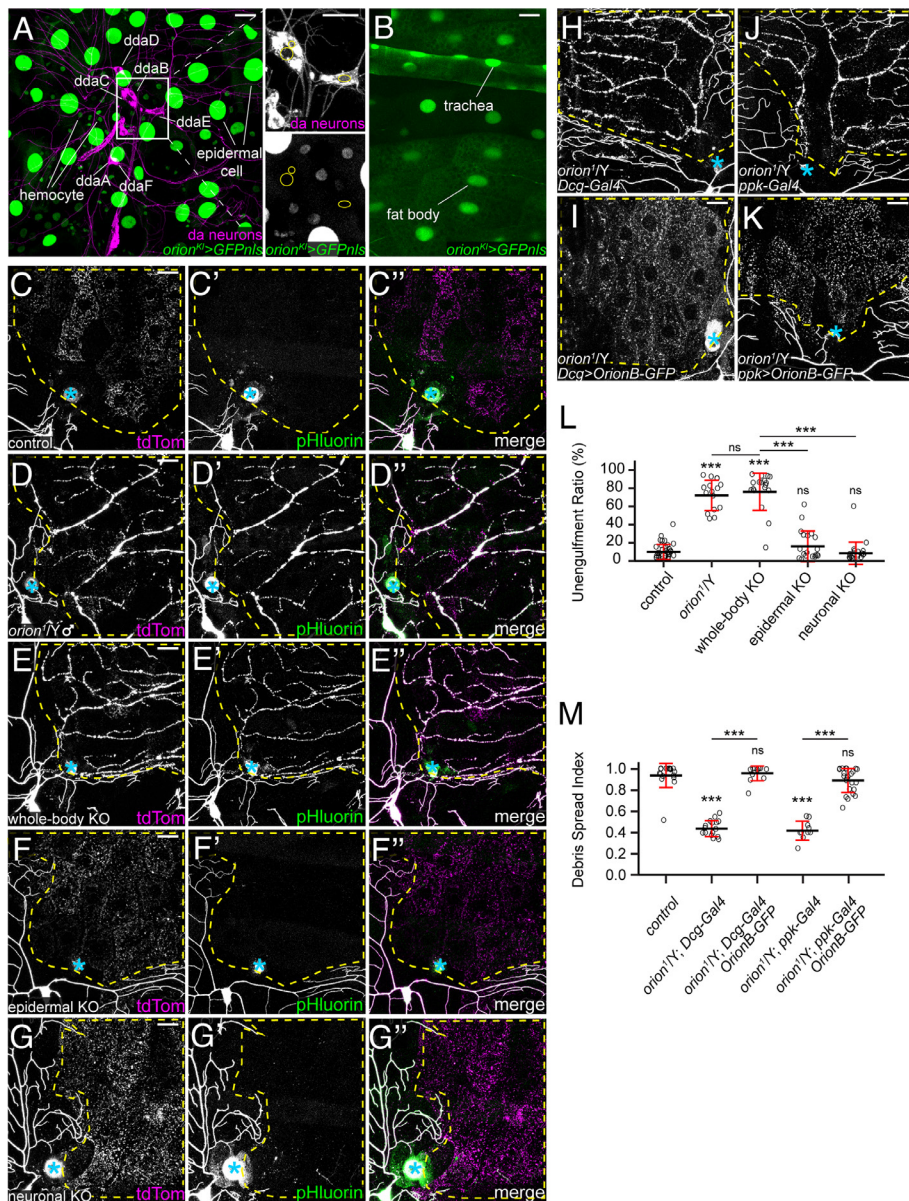 A
ddaD
ddaB
ddaC
ddaE
epidermal
cell
hemocyte
ddaA
ddaF
da neurons
orionKI>GFPnls
da neurons
orionKI>GFPnls
B
trachea
fat body
orionKI>GFPnls
C
control
tdTom
C'
pHluorin
C"
merge
D
orion1/Y♂
tdTom
D'
pHluorin
D"
merge
E
whole-body KO
tdTom
E'
pHluorin
E"
merge
F
epidermal KO
tdTom
F'
pHluorin
F"
merge
G
neuronal KO
tdTom
G'
pHluorin
G"
merge
H
orion1/Y
Dcg-Gal4
J
orion1/Y
ppk-Gal4
I
orion1/Y
Dcg>OrionB-GFP
K
orion1/Y
ppk>OrionB-GFP
L
Unengulfment Ratio (%)
100
80
60
40
20
0
***
ns
***
***
***
ns
ns
control
orion1/Y
whole-body KO
epidermal KO
neuronal KO
M
Debris Spread Index
1.0
0.8
0.6
0.4
0.2
0.0
***
***
ns
***
***
ns
control
orion1/Y; Dcg-Gal4
orion1/Y; Dcg-Gal4
OrionB-GFP
orion1/Y; ppk-Gal4
orion1/Y; ppk-Gal4
OrionB-GFP